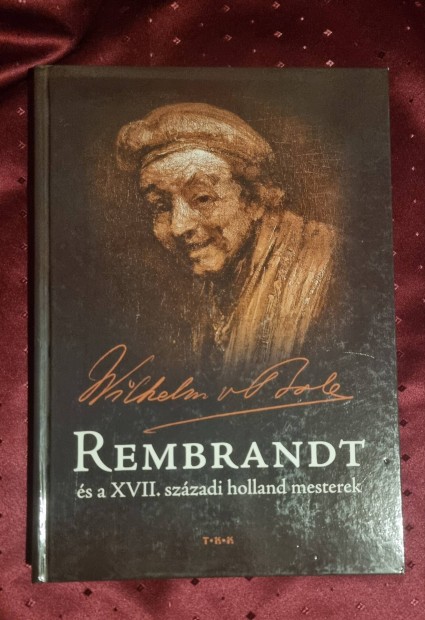 Wilhelm v Bode
REMBRANDT
és a XVII. századi holland mesterek
T•K•K